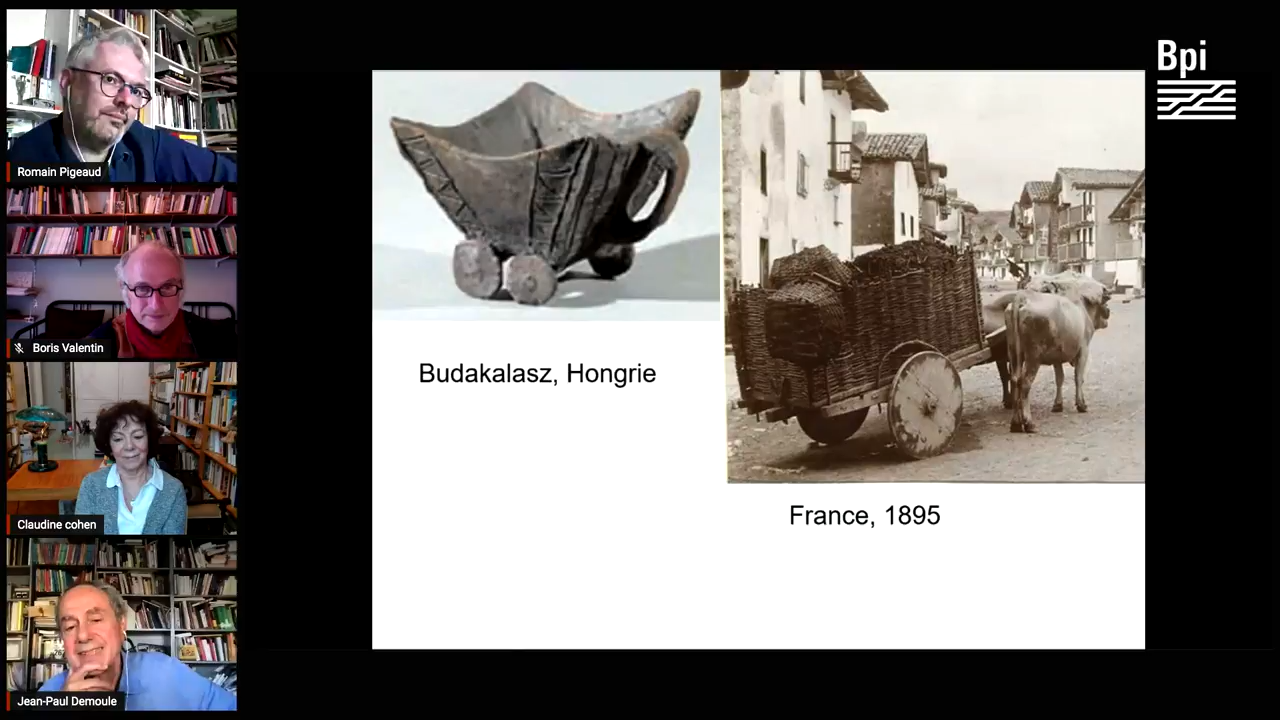 Bpi
Romain Pigeaud
Boris Valentin
Claudine cohen
Jean-Paul Demoule
Budakalasz, Hongrie
France, 1895